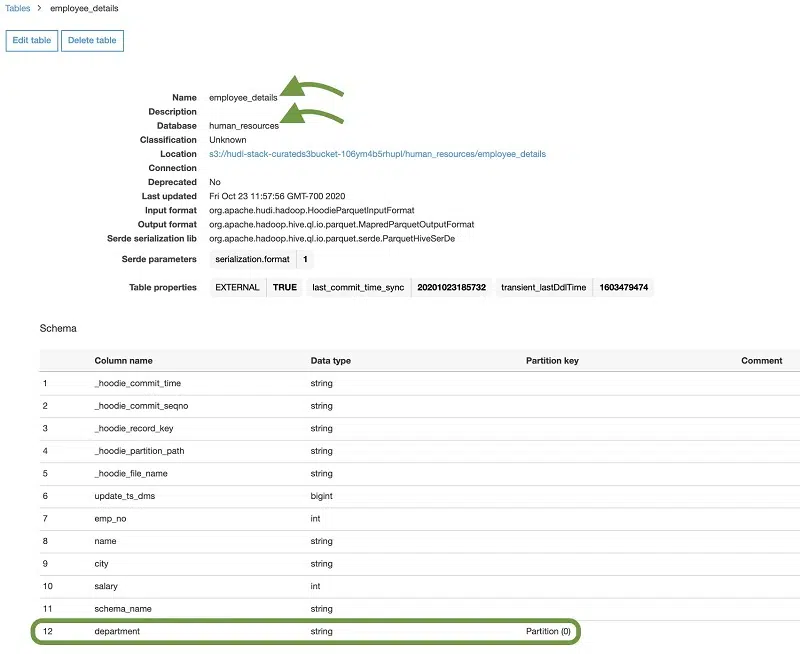 Tables > employee_details
Edit table Delete table
Name employee_details
Description
Database human_resources
Classification Unknown
Location s3://hudi-stack-curateds3bucket-106ym4b5rhupl/human_resources/employee_details
Connection
Deprecated No
Last updated Fri Oct 23 11:57:56 GMT-700 2020
Input format org.apache.hudi.hadoop.HoodieParquetInputFormat
Output format org.apache.hadoop.hive.ql.io.parquet.MapredParquetOutputFormat
Serde serialization lib org.apache.hadoop.hive.ql.io.parquet.serde.ParquetHiveSerDe
Serde parameters serialization.format 1
Table properties EXTERNAL TRUE last_commit_time_sync 20201023185732 transient_lastDdlTime 1603479474
Schema
Column name Data type Partition key Comment
1 _hoodie_commit_time string
2 _hoodie_commit_seqno string
3 _hoodie_record_key string
4 _hoodie_partition_path string
5 _hoodie_file_name string
6 update_ts_dms bigint
7 emp_no int
8 name string
9 city string
10 salary int
11 schema_name string
12 department string Partition (0)